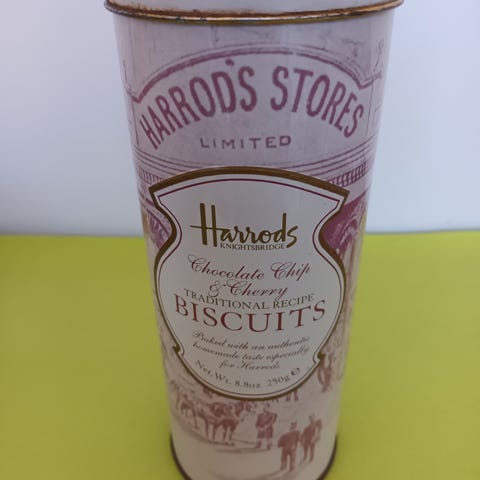 HARROD'S STORES
LIMITED
Harrods
KNIGHTSBRIDGE
Chocolate Chip
& Cherry
TRADITIONAL RECIPE
BISCUITS
Baked with an authentic
homemade taste especially
for Harrods
Net Wt. 8.8oz. 250g ℮